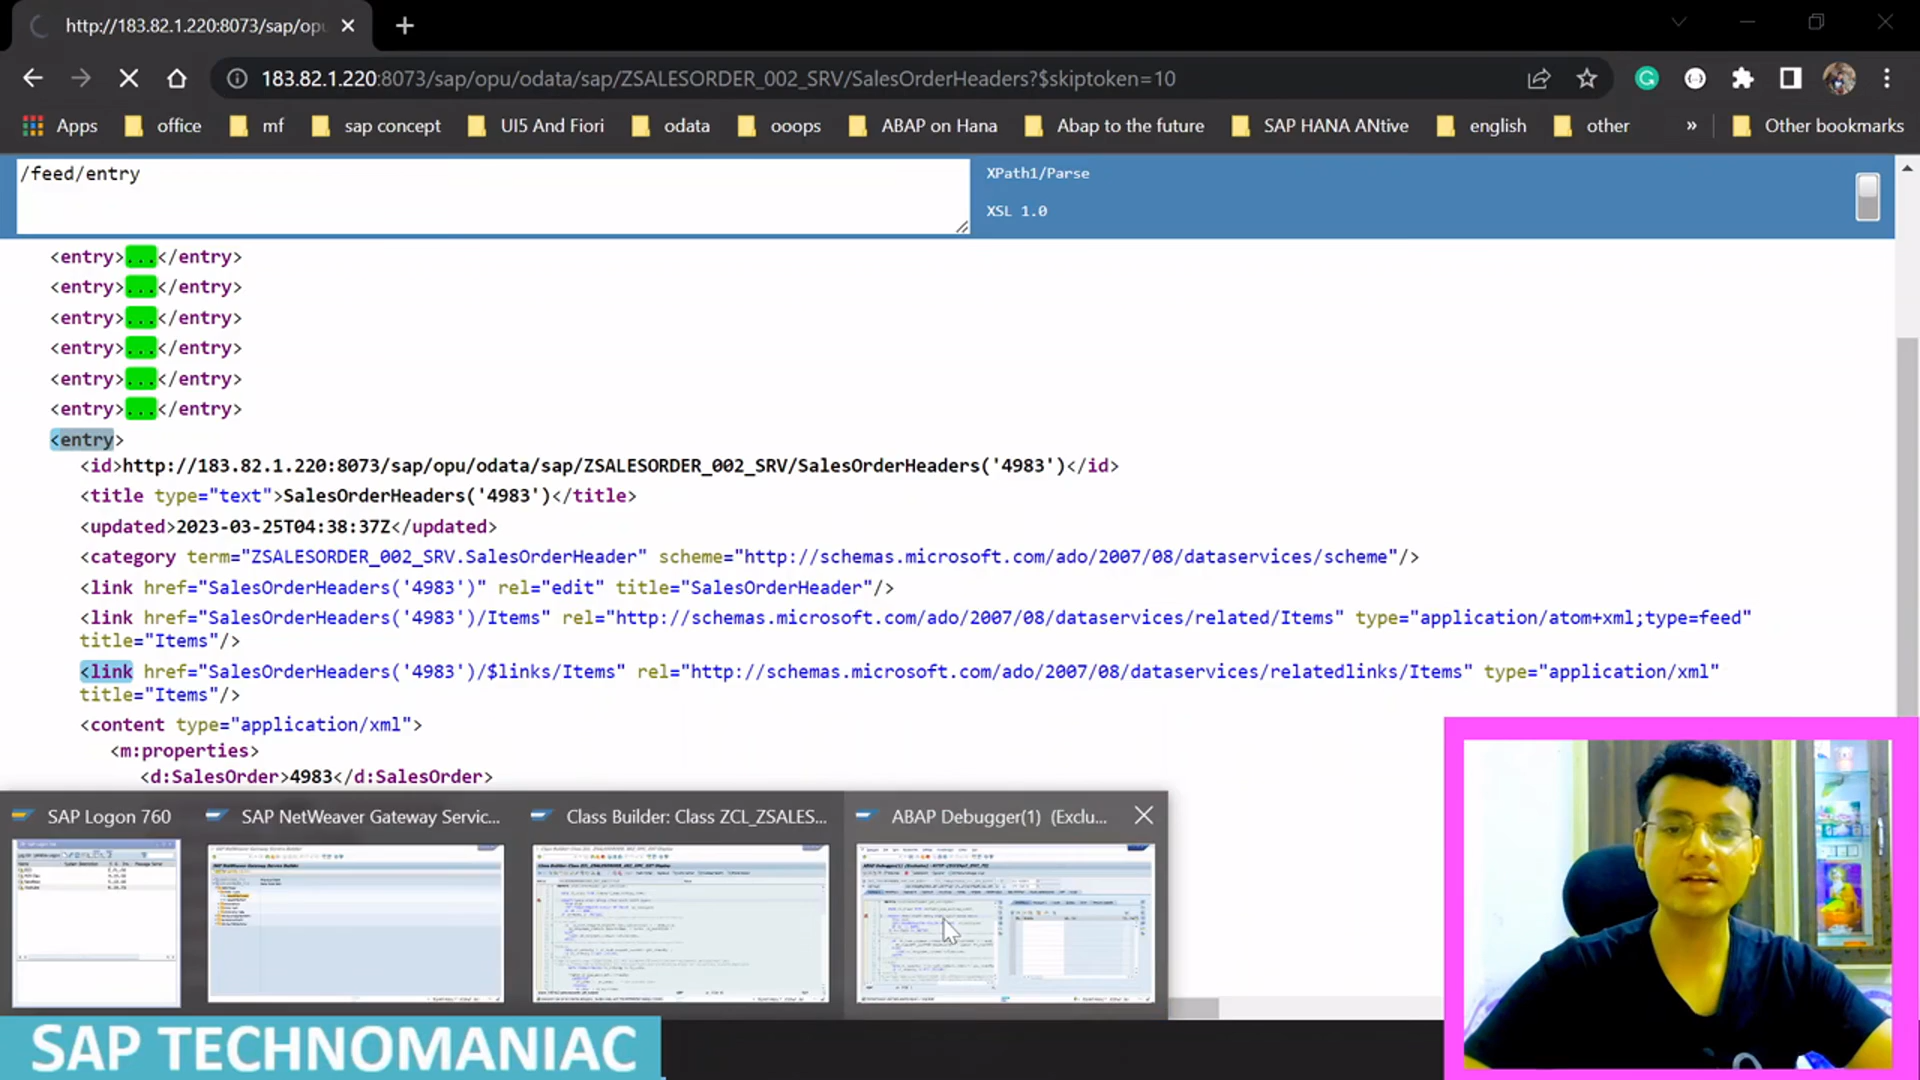 http://183.82.1.220:8073/sap/opu
183.82.1.220:8073/sap/opu/odata/sap/ZSALESORDER_002_SRV/SalesOrderHeaders?$skiptoken=10
Apps office mf sap concept UI5 And Fiori odata ooops ABAP on Hana Abap to the future SAP HANA ANtive english other » Other bookmarks
/feed/entry
XPath1/Parse
XSL 1.0
<entry>...</entry>
<entry>...</entry>
<entry>...</entry>
<entry>...</entry>
<entry>...</entry>
<entry>...</entry>
<entry>
<id>http://183.82.1.220:8073/sap/opu/odata/sap/ZSALESORDER_002_SRV/SalesOrderHeaders('4983')</id>
<title type="text">SalesOrderHeaders('4983')</title>
<updated>2023-03-25T04:38:37Z</updated>
<category term="ZSALESORDER_002_SRV.SalesOrderHeader" scheme="http://schemas.microsoft.com/ado/2007/08/dataservices/scheme"/>
<link href="SalesOrderHeaders('4983')" rel="edit" title="SalesOrderHeader"/>
<link href="SalesOrderHeaders('4983')/Items" rel="http://schemas.microsoft.com/ado/2007/08/dataservices/related/Items" type="application/atom+xml;type=feed"
title="Items"/>
<link href="SalesOrderHeaders('4983')/$links/Items" rel="http://schemas.microsoft.com/ado/2007/08/dataservices/relatedlinks/Items" type="application/xml"
title="Items"/>
<content type="application/xml">
<m:properties>
<d:SalesOrder>4983</d:SalesOrder>
SAP Logon 760
SAP NetWeaver Gateway Servic...
Class Builder: Class ZCL_ZSALES...
ABAP Debugger(1) (Exclu...
SAP TECHNOMANIAC